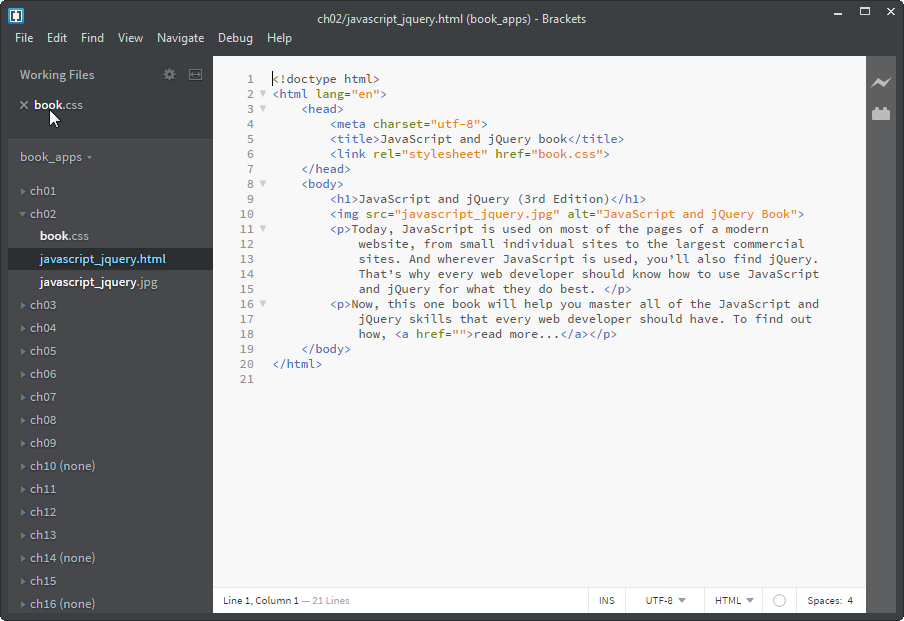 ch02/javascript_jquery.html (book_apps) - Brackets
File Edit Find View Navigate Debug Help
Working Files
book.css
book_apps
ch01
ch02
book.css
javascript_jquery.html
javascript_jquery.jpg
ch03
ch04
ch05
ch06
ch07
ch08
ch09
ch10 (none)
ch11
ch12
ch13
ch14 (none)
ch15
ch16 (none)
1 <!doctype html>
2 <html lang="en">
3 <head>
4 <meta charset="utf-8">
5 <title>JavaScript and jQuery book</title>
6 <link rel="stylesheet" href="book.css">
7 </head>
8 <body>
9 <h1>JavaScript and jQuery (3rd Edition)</h1>
10 <img src="javascript_jquery.jpg" alt="JavaScript and jQuery Book">
11 <p>Today, JavaScript is used on most of the pages of a modern
12 website, from small individual sites to the largest commercial
13 sites. And wherever JavaScript is used, you’ll also find jQuery.
14 That’s why every web developer should know how to use JavaScript
15 and jQuery for what they do best. </p>
16 <p>Now, this one book will help you master all of the JavaScript and
17 jQuery skills that every web developer should have. To find out
18 how, <a href="">read more...</a></p>
19 </body>
20 </html>
21
Line 1, Column 1 — 21 Lines
INS UTF-8 HTML Spaces: 4